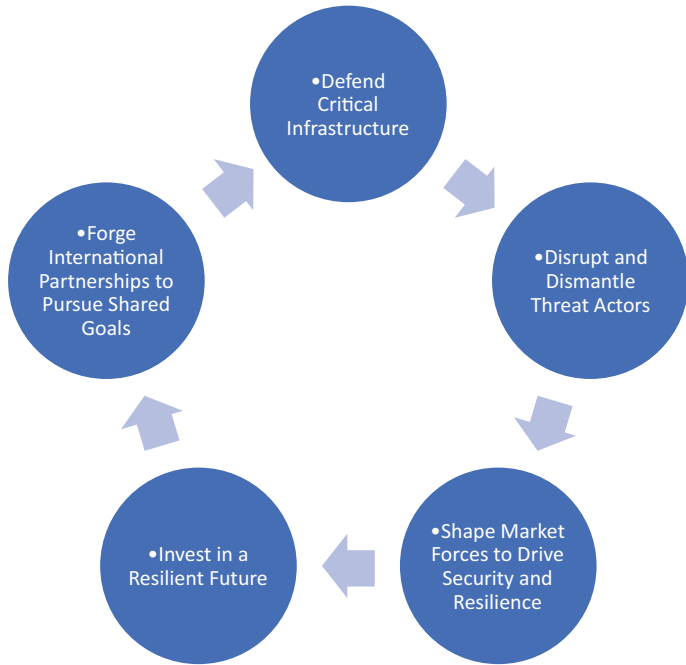 •Defend
Critical
Infrastructure
•Disrupt and
Dismantle
Threat Actors
•Shape Market
Forces to Drive
Security and
Resilience
•Invest in a
Resilient Future
•Forge
International
Partnerships to
Pursue Shared
Goals